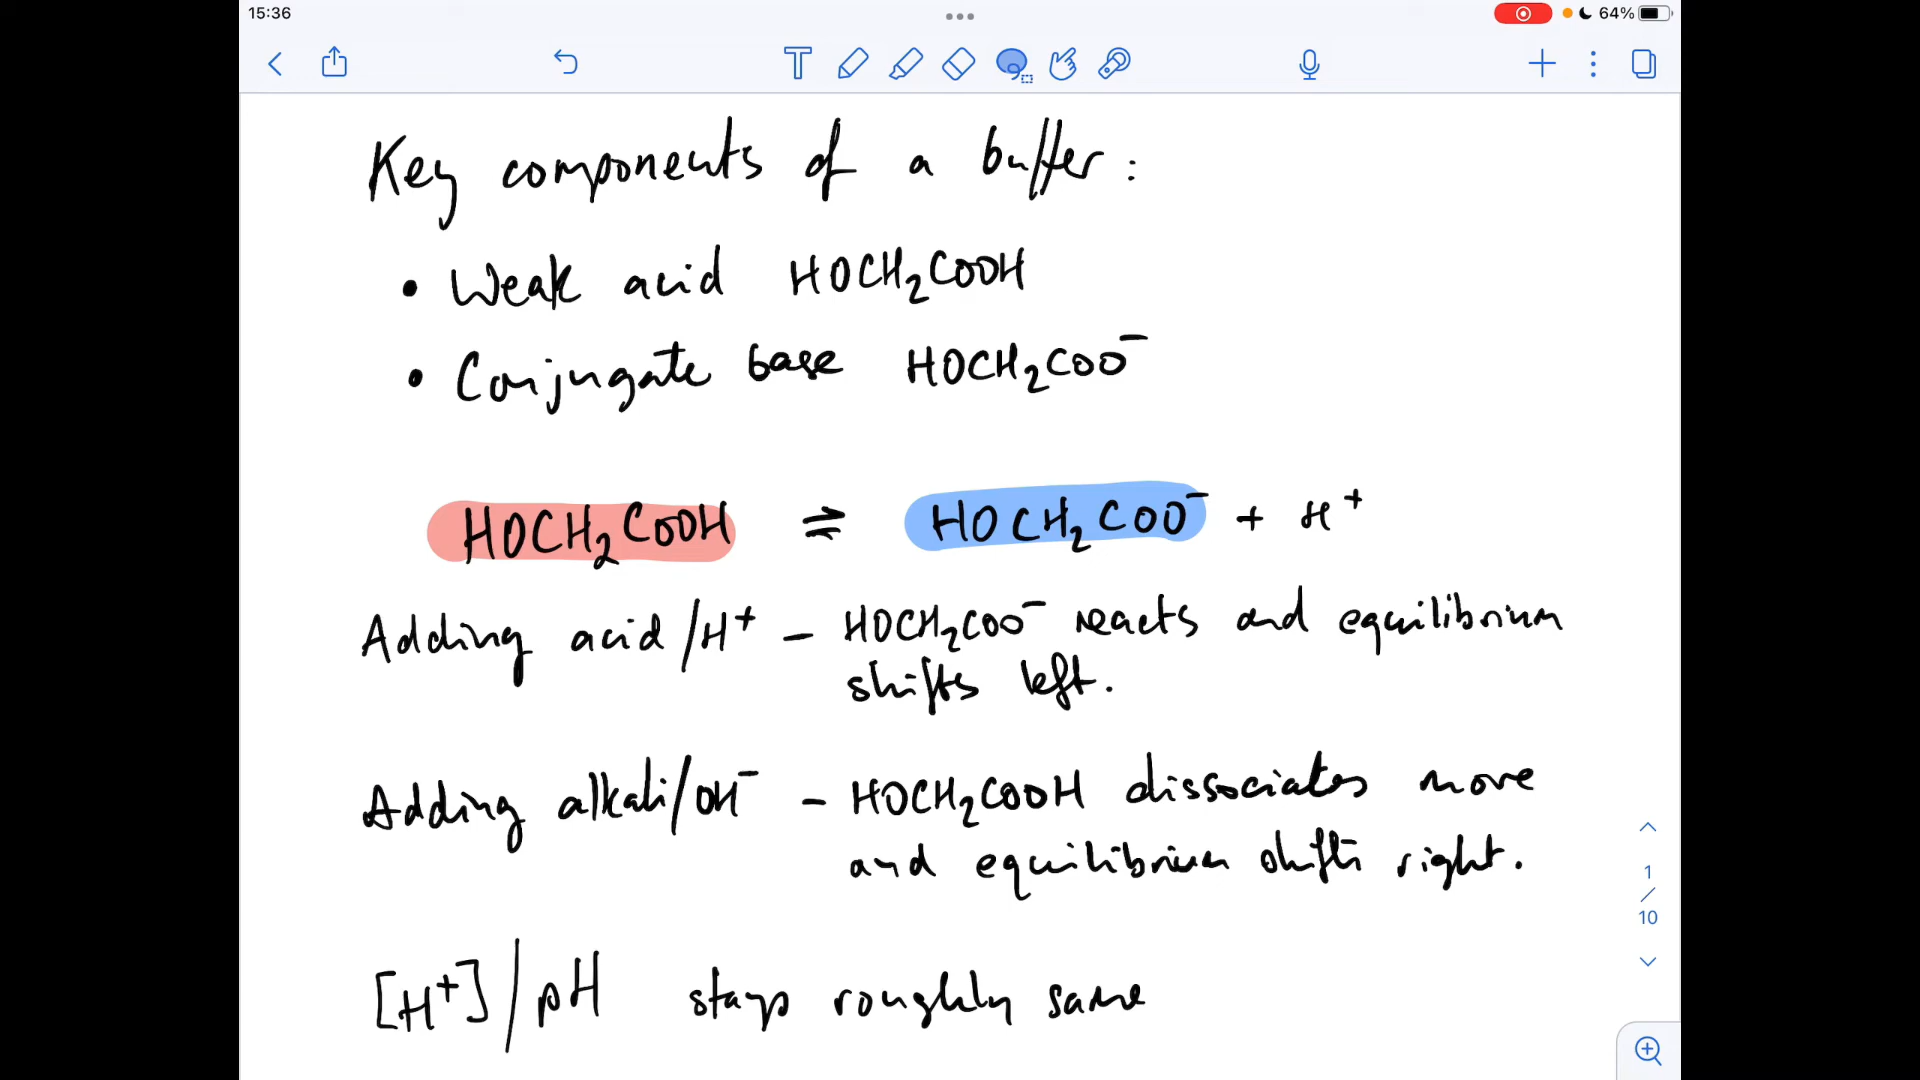 15:36
64%
Key components of a buffer:
• Weak acid HOCH₂COOH
• Conjugate base HOCH₂COO⁻
HOCH₂COOH ⇌ HOCH₂COO⁻ + H⁺
Adding acid/H⁺ – HOCH₂COO⁻ reacts and equilibrium
shifts left.
Adding alkali/OH⁻ – HOCH₂COOH dissociates more
and equilibrium shifts right.
[H⁺]/pH stays roughly same
1
/
10